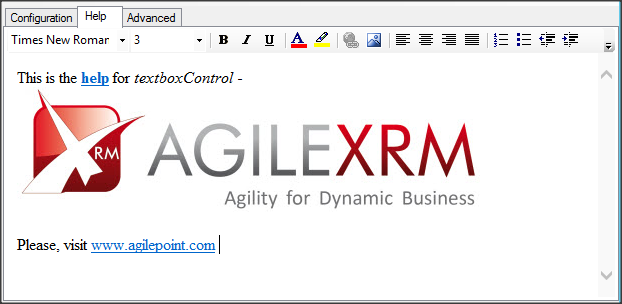 Configuration Help Advanced
Times New Roman 3 B I U A
This is the help for textboxControl -
XRM AGILEXRM
Agility for Dynamic Business
Please, visit www.agilepoint.com